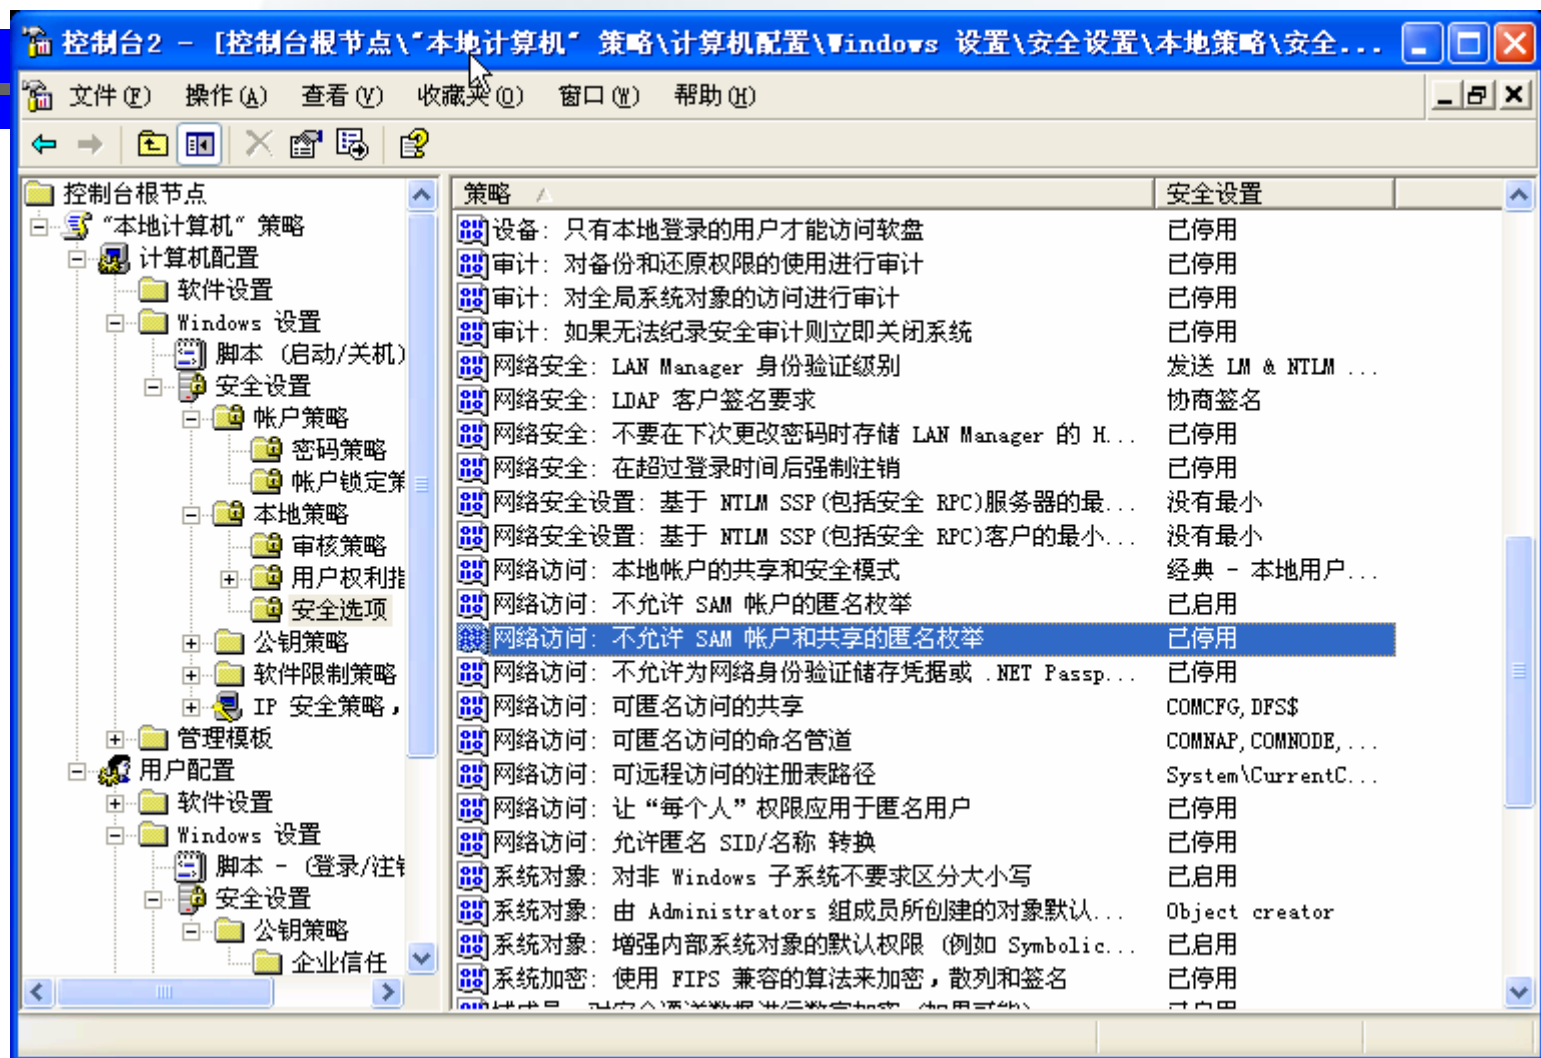 控制台2 - [控制台根节点\"本地计算机" 策略\计算机配置\Windows 设置\安全设置\本地策略\安全...
文件(F) 操作(A) 查看(V) 收藏夹(O) 窗口(W) 帮助(H)
控制台根节点
"本地计算机" 策略
计算机配置
软件设置
Windows 设置
脚本 (启动/关机)
安全设置
帐户策略
密码策略
帐户锁定策
本地策略
审核策略
用户权利指
安全选项
公钥策略
软件限制策略
IP 安全策略，
管理模板
用户配置
软件设置
Windows 设置
脚本 - (登录/注销
安全设置
公钥策略
企业信任
策略 安全设置
设备: 只有本地登录的用户才能访问软盘 已停用
审计: 对备份和还原权限的使用进行审计 已停用
审计: 对全局系统对象的访问进行审计 已停用
审计: 如果无法纪录安全审计则立即关闭系统 已停用
网络安全: LAN Manager 身份验证级别 发送 LM & NTLM ...
网络安全: LDAP 客户签名要求 协商签名
网络安全: 不要在下次更改密码时存储 LAN Manager 的 H... 已停用
网络安全: 在超过登录时间后强制注销 已停用
网络安全设置: 基于 NTLM SSP(包括安全 RPC)服务器的最... 没有最小
网络安全设置: 基于 NTLM SSP(包括安全 RPC)客户的最小... 没有最小
网络访问: 本地帐户的共享和安全模式 经典 - 本地用户...
网络访问: 不允许 SAM 帐户的匿名枚举 已启用
网络访问: 不允许 SAM 帐户和共享的匿名枚举 已停用
网络访问: 不允许为网络身份验证储存凭据或 .NET Passp... 已停用
网络访问: 可匿名访问的共享 COMCFG,DFS$
网络访问: 可匿名访问的命名管道 COMNAP,COMNODE,...
网络访问: 可远程访问的注册表路径 System\CurrentC...
网络访问: 让“每个人”权限应用于匿名用户 已停用
网络访问: 允许匿名 SID/名称 转换 已停用
系统对象: 对非 Windows 子系统不要求区分大小写 已启用
系统对象: 由 Administrators 组成员所创建的对象默认... Object creator
系统对象: 增强内部系统对象的默认权限 (例如 Symbolic... 已启用
系统加密: 使用 FIPS 兼容的算法来加密，散列和签名 已停用